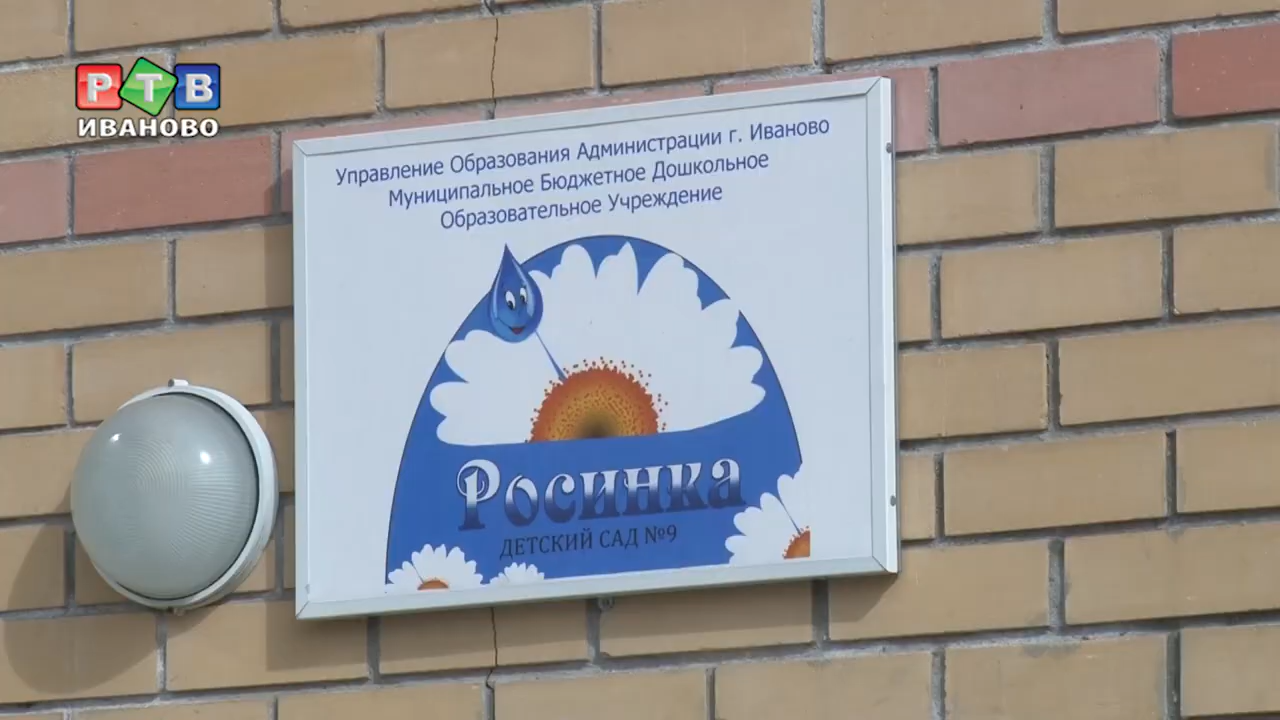 РТВ
ИВАНОВО
Управление Образования Администрации г. Иваново
Муниципальное Бюджетное Дошкольное
Образовательное Учреждение
Росинка
ДЕТСКИЙ САД №9